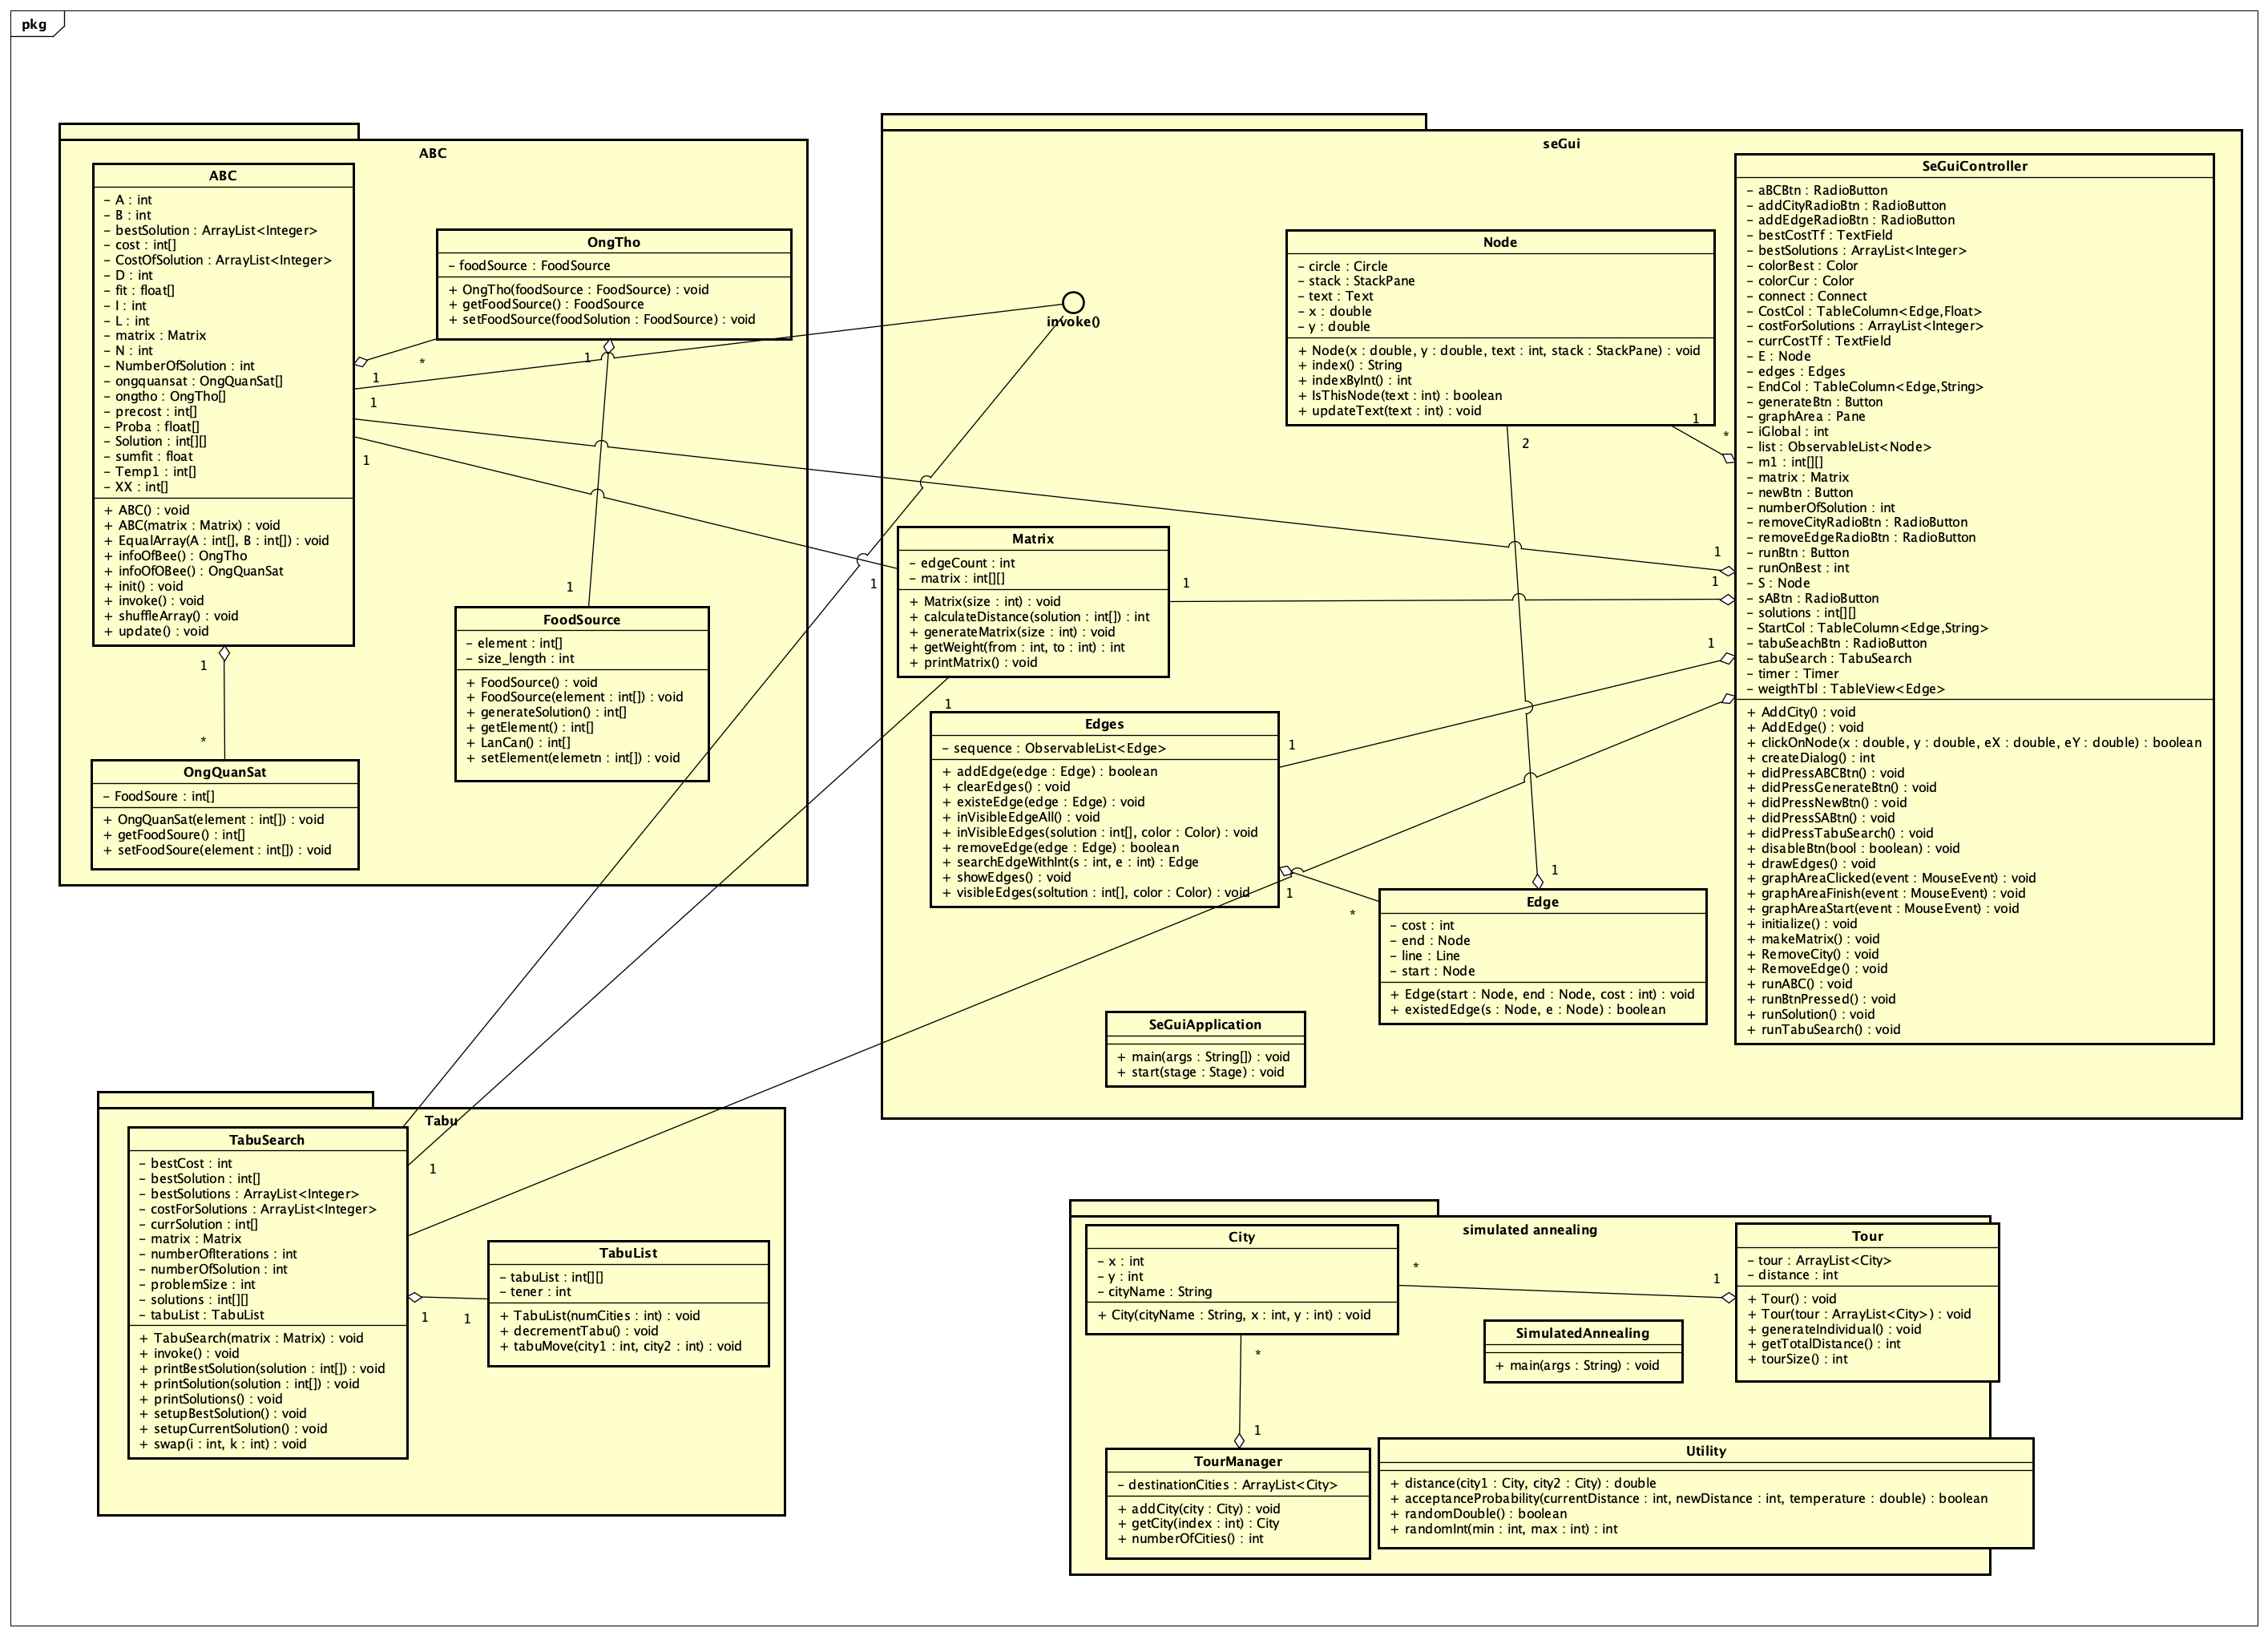 pkg
ABC
ABC
– A : int
– B : int
– bestSolution : ArrayList<Integer>
– cost : int[]
– CostOfSolution : ArrayList<Integer>
– D : int
– fit : float[]
– I : int
– L : int
– matrix : Matrix
– N : int
– NumberOfSolution : int
– ongquansat : OngQuanSat[]
– ongtho : OngTho[]
– precost : int[]
– Proba : float[]
– Solution : int[][]
– sumfit : float
– Temp1 : int[]
– XX : int[]
+ ABC() : void
+ ABC(matrix : Matrix) : void
+ EqualArray(A : int[], B : int[]) : void
+ infoOfBee() : OngTho
+ infoOfOBee() : OngQuanSat
+ init() : void
+ invoke() : void
+ shuffleArray() : void
+ update() : void
OngTho
– foodSource : FoodSource
+ OngTho(foodSource : FoodSource) : void
+ getFoodSource() : FoodSource
+ setFoodSource(foodSolution : FoodSource) : void
*
1
1
1
1
1
FoodSource
– element : int[]
– size_length : int
+ FoodSource() : void
+ FoodSource(element : int[]) : void
+ generateSolution() : int[]
+ getElement() : int[]
+ LanCan() : int[]
+ setElement(elemetn : int[]) : void
1
*
OngQuanSat
– FoodSoure : int[]
+ OngQuanSat(element : int[]) : void
+ getFoodSoure() : int[]
+ setFoodSoure(element : int[]) : void
seGui
invoke()
Node
– circle : Circle
– stack : StackPane
– text : Text
– x : double
– y : double
+ Node(x : double, y : double, text : int, stack : StackPane) : void
+ index() : String
+ indexByInt() : int
+ IsThisNode(text : int) : boolean
+ updateText(text : int) : void
1
*
2
SeGuiController
– aBCBtn : RadioButton
– addCityRadioBtn : RadioButton
– addEdgeRadioBtn : RadioButton
– bestCostTf : TextField
– bestSolutions : ArrayList<Integer>
– colorBest : Color
– colorCur : Color
– connect : Connect
– CostCol : TableColumn<Edge,Float>
– costForSolutions : ArrayList<Integer>
– currCostTf : TextField
– E : Node
– edges : Edges
– EndCol : TableColumn<Edge,String>
– generateBtn : Button
– graphArea : Pane
– iGlobal : int
– list : ObservableList<Node>
– m1 : int[][]
– matrix : Matrix
– newBtn : Button
– numberOfSolution : int
– removeCityRadioBtn : RadioButton
– removeEdgeRadioBtn : RadioButton
– runBtn : Button
– runOnBest : int
– S : Node
– sABtn : RadioButton
– solutions : int[][]
– StartCol : TableColumn<Edge,String>
– tabuSeachBtn : RadioButton
– tabuSearch : TabuSearch
– timer : Timer
– weigthTbl : TableView<Edge>
+ AddCity() : void
+ AddEdge() : void
+ clickOnNode(x : double, y : double, eX : double, eY : double) : boolean
+ createDialog() : int
+ didPressABCBtn() : void
+ didPressGenerateBtn() : void
+ didPressNewBtn() : void
+ didPressSABtn() : void
+ didPressTabuSearch() : void
+ disableBtn(bool : boolean) : void
+ drawEdges() : void
+ graphAreaClicked(event : MouseEvent) : void
+ graphAreaFinish(event : MouseEvent) : void
+ graphAreaStart(event : MouseEvent) : void
+ initialize() : void
+ makeMatrix() : void
+ RemoveCity() : void
+ RemoveEdge() : void
+ runABC() : void
+ runBtnPressed() : void
+ runSolution() : void
+ runTabuSearch() : void
Matrix
– edgeCount : int
– matrix : int[][]
+ Matrix(size : int) : void
+ calculateDistance(solution : int[]) : int
+ generateMatrix(size : int) : void
+ getWeight(from : int, to : int) : int
+ printMatrix() : void
1
1
1
1
1
1
1
Edges
– sequence : ObservableList<Edge>
+ addEdge(edge : Edge) : boolean
+ clearEdges() : void
+ existeEdge(edge : Edge) : void
+ inVisibleEdgeAll() : void
+ inVisibleEdges(solution : int[], color : Color) : void
+ removeEdge(edge : Edge) : boolean
+ searchEdgeWithInt(s : int, e : int) : Edge
+ showEdges() : void
+ visibleEdges(soltution : int[], color : Color) : void
1
*
1
Edge
– cost : int
– end : Node
– line : Line
– start : Node
+ Edge(start : Node, end : Node, cost : int) : void
+ existedEdge(s : Node, e : Node) : boolean
SeGuiApplication
+ main(args : String[]) : void
+ start(stage : Stage) : void
Tabu
TabuSearch
– bestCost : int
– bestSolution : int[]
– bestSolutions : ArrayList<Integer>
– costForSolutions : ArrayList<Integer>
– currSolution : int[]
– matrix : Matrix
– numberOfIterations : int
– numberOfSolution : int
– problemSize : int
– solutions : int[][]
– tabuList : TabuList
+ TabuSearch(matrix : Matrix) : void
+ invoke() : void
+ printBestSolution(solution : int[]) : void
+ printSolution(solution : int[]) : void
+ printSolutions() : void
+ setupBestSolution() : void
+ setupCurrentSolution() : void
+ swap(i : int, k : int) : void
1
1
1
TabuList
– tabuList : int[][]
– tener : int
+ TabuList(numCities : int) : void
+ decrementTabu() : void
+ tabuMove(city1 : int, city2 : int) : void
simulated annealing
City
– x : int
– y : int
– cityName : String
+ City(cityName : String, x : int, y : int) : void
*
1
*
1
Tour
– tour : ArrayList<City>
– distance : int
+ Tour() : void
+ Tour(tour : ArrayList<City>) : void
+ generateIndividual() : void
+ getTotalDistance() : int
+ tourSize() : int
SimulatedAnnealing
+ main(args : String) : void
TourManager
– destinationCities : ArrayList<City>
+ addCity(city : City) : void
+ getCity(index : int) : City
+ numberOfCities() : int
Utility
+ distance(city1 : City, city2 : City) : double
+ acceptanceProbability(currentDistance : int, newDistance : int, temperature : double) : boolean
+ randomDouble() : boolean
+ randomInt(min : int, max : int) : int